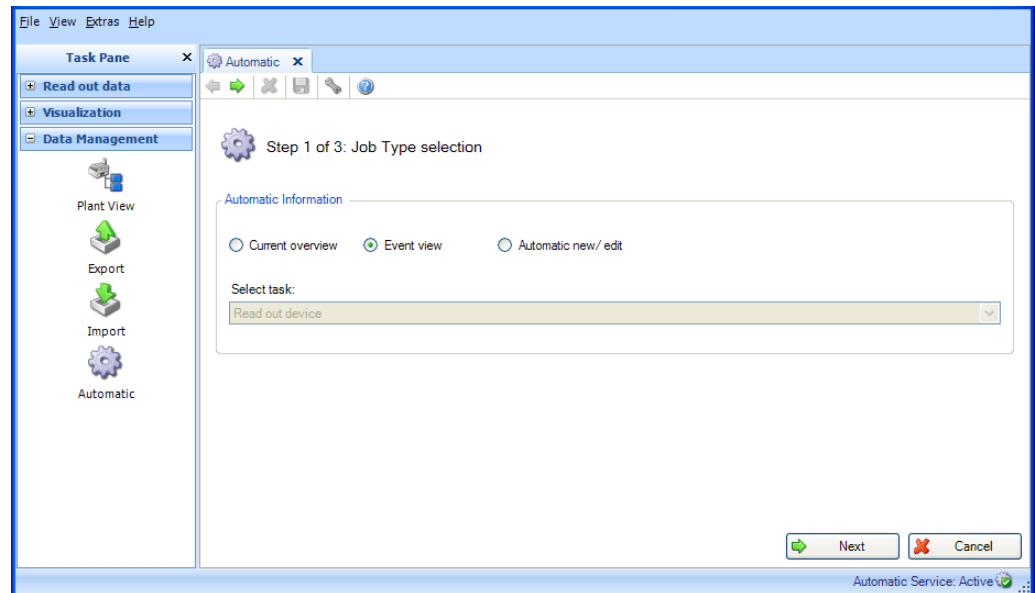 File View Extras Help
Task Pane
Automatic
Read out data
Visualization
Data Management
Plant View
Export
Import
Automatic
Step 1 of 3: Job Type selection
Automatic Information
Current overview Event view Automatic new/ edit
Select task:
Read out device
Next Cancel
Automatic Service: Active